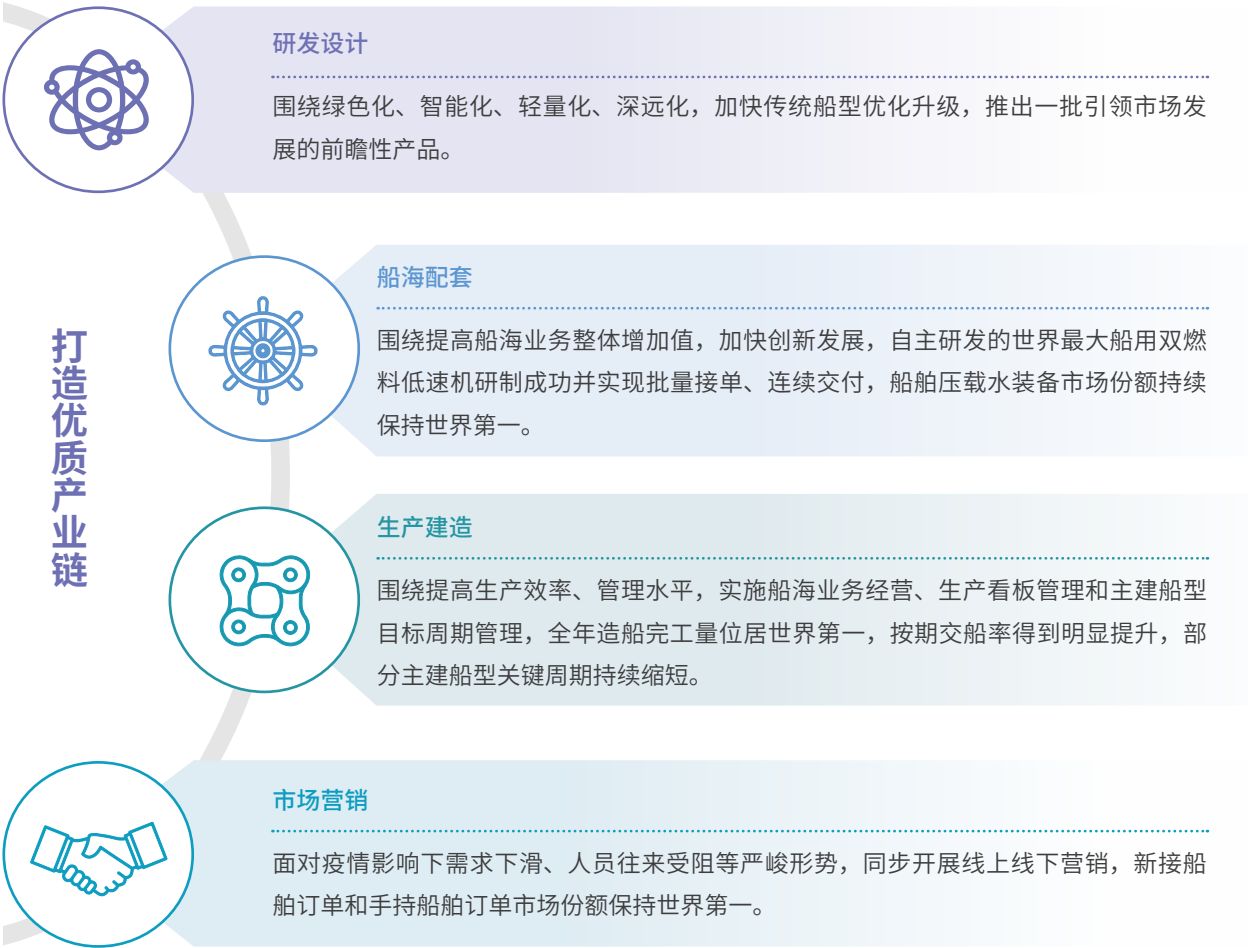 研发设计
围绕绿色化、智能化、轻量化、深远化，加快传统船型优化升级，推出一批引领市场发
展的前瞻性产品。
打造优质产业链
船海配套
围绕提高船海业务整体增加值，加快创新发展，自主研发的世界最大船用双燃
料低速机研制成功并实现批量接单、连续交付，船舶压载水装备市场份额持续
保持世界第一。
生产建造
围绕提高生产效率、管理水平，实施船海业务经营、生产看板管理和主建船型
目标周期管理，全年造船完工量位居世界第一，按期交船率得到明显提升，部
分主建船型关键周期持续缩短。
市场营销
面对疫情影响下需求下滑、人员往来受阻等严峻形势，同步开展线上线下营销，新接船
舶订单和手持船舶订单市场份额保持世界第一。